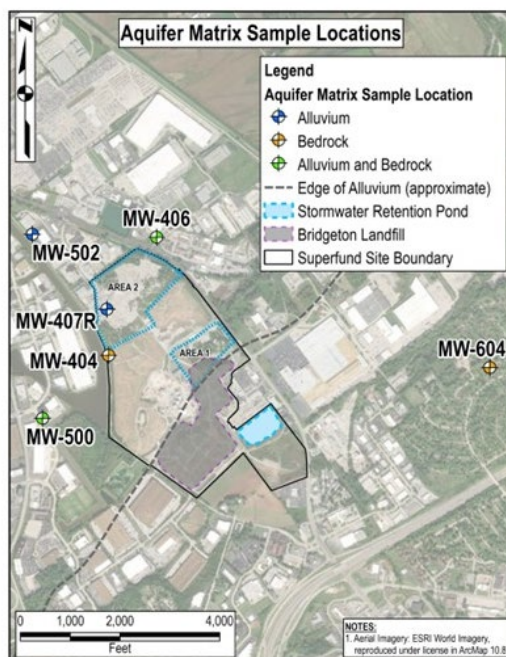 Aquifer Matrix Sample Locations
N
Legend
Aquifer Matrix Sample Location
Alluvium
Bedrock
Alluvium and Bedrock
Edge of Alluvium (approximate)
Stormwater Retention Pond
Bridgeton Landfill
Superfund Site Boundary
MW-406
MW-502
AREA 2
MW-407R
MW-404
AREA 1
MW-604
MW-500
0 1,000 2,000 4,000
Feet
NOTES:
1. Aerial Imagery: ESRI World Imagery,
reproduced under license in ArcMap 10.8